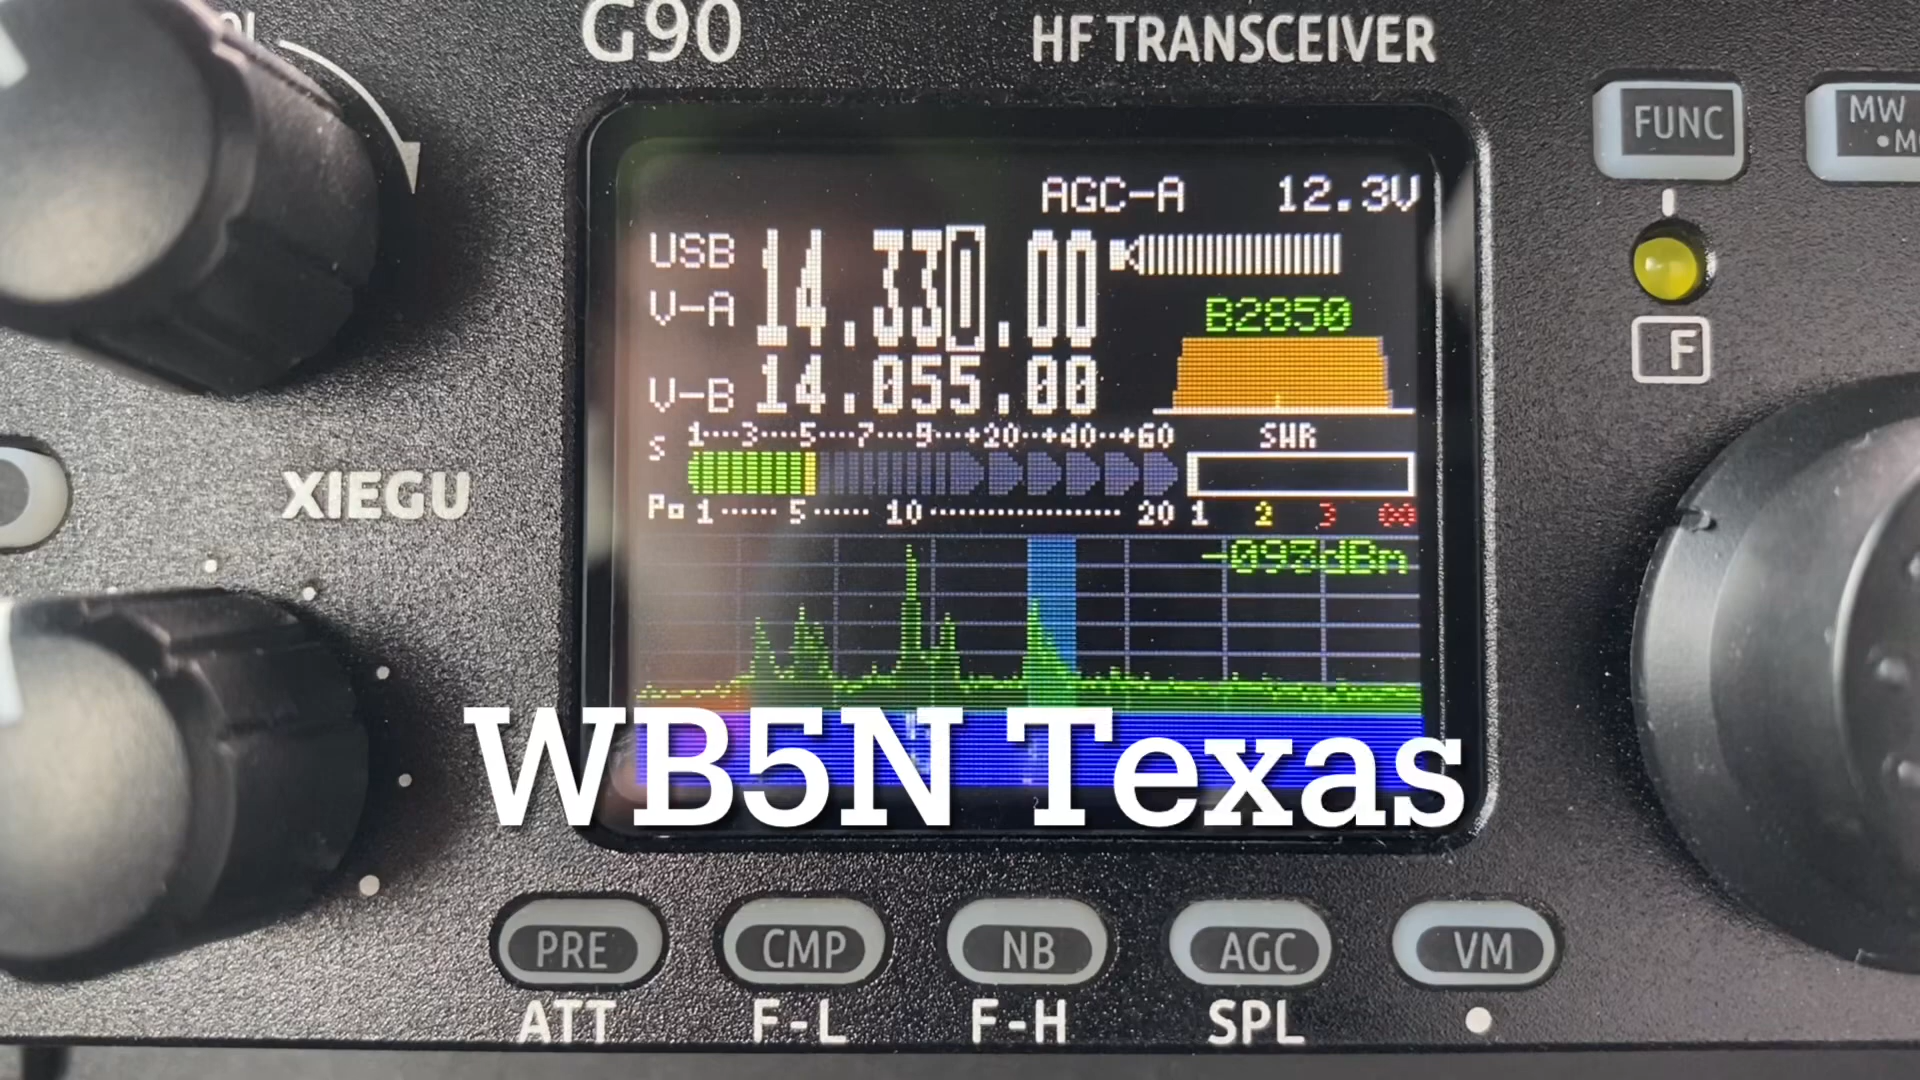 G90 HF TRANSCEIVER
FUNC
MW
AGC-A 12.3V
USB 14.330.00
V-A
B2850
V-B 14.055.00
S 1···3···5···7···9···+20··+40··+60 SWR
Po 1······5······10····················20 1 2 3 ∞
XIEGU
F
WB5N Texas
PRE CMP NB AGC VM
ATT F-L F-H SPL